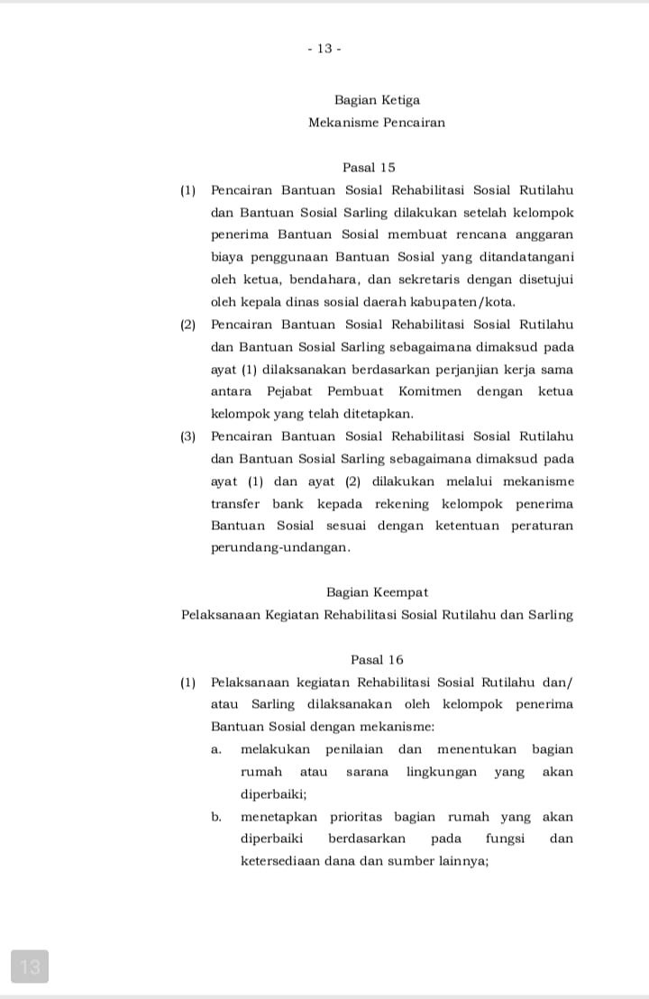 - 13 -
Bagian Ketiga
Mekanisme Pencairan
Pasal 15
(1) Pencairan Bantuan Sosial Rehabilitasi Sosial Rutilahu
dan Bantuan Sosial Sarling dilakukan setelah kelompok
penerima Bantuan Sosial membuat rencana anggaran
biaya penggunaan Bantuan Sosial yang ditandatangani
oleh ketua, bendahara, dan sekretaris dengan disetujui
oleh kepala dinas sosial daerah kabupaten/kota.
(2) Pencairan Bantuan Sosial Rehabilitasi Sosial Rutilahu
dan Bantuan Sosial Sarling sebagaimana dimaksud pada
ayat (1) dilaksanakan berdasarkan perjanjian kerja sama
antara Pejabat Pembuat Komitmen dengan ketua
kelompok yang telah ditetapkan.
(3) Pencairan Bantuan Sosial Rehabilitasi Sosial Rutilahu
dan Bantuan Sosial Sarling sebagaimana dimaksud pada
ayat (1) dan ayat (2) dilakukan melalui mekanisme
transfer bank kepada rekening kelompok penerima
Bantuan Sosial sesuai dengan ketentuan peraturan
perundang-undangan.
Bagian Keempat
Pelaksanaan Kegiatan Rehabilitasi Sosial Rutilahu dan Sarling
Pasal 16
(1) Pelaksanaan kegiatan Rehabilitasi Sosial Rutilahu dan/
atau Sarling dilaksanakan oleh kelompok penerima
Bantuan Sosial dengan mekanisme:
a. melakukan penilaian dan menentukan bagian
rumah atau sarana lingkungan yang akan
diperbaiki;
b. menetapkan prioritas bagian rumah yang akan
diperbaiki berdasarkan pada fungsi dan
ketersediaan dana dan sumber lainnya;
13